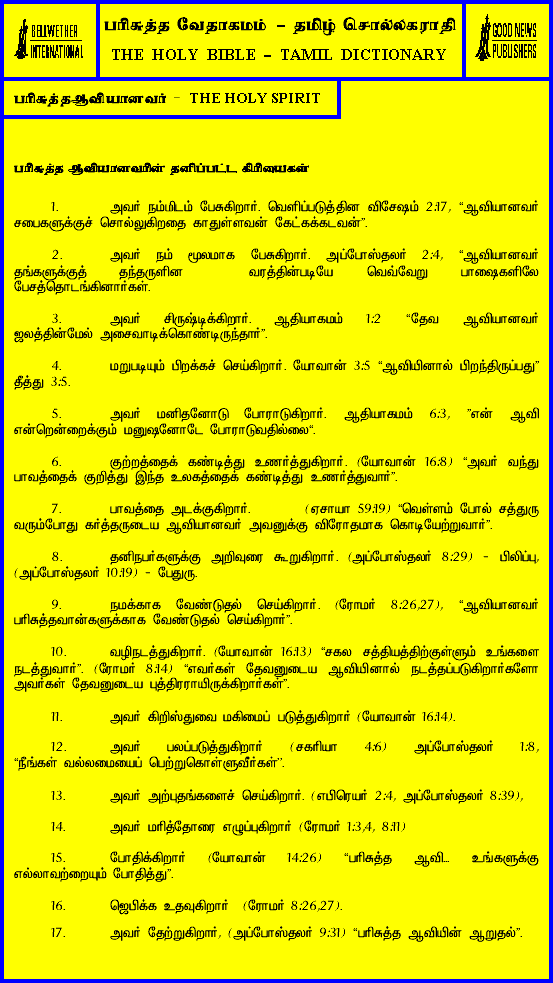 BELLWETHER
INTERNATIONAL
பரிசுத்த வேதாகமம் – தமிழ் சொல்லகராதி
THE HOLY BIBLE – TAMIL DICTIONARY
GOOD NEWS
PUBLISHERS
பரிசுத்தஆவியானவர் – THE HOLY SPIRIT
பரிசுத்த ஆவியானவரின் தனிப்பட்ட கிரியைகள்
1. அவர் நம்மிடம் பேசுகிறார். வெளிப்படுத்தின விசேஷம் 2:17, “ஆவியானவர்
சபைகளுக்குச் சொல்லுகிறதை காதுள்ளவன் கேட்கக்கடவன்”.
2. அவர் நம் மூலமாக பேசுகிறார். அப்போஸ்தலர் 2:4, “ஆவியானவர்
தங்களுக்குத் தந்தருளின வரத்தின்படியே வெவ்வேறு பாஷைகளிலே
பேசத்தொடங்கினார்கள்.
3. அவர் சிருஷ்டிக்கிறார். ஆதியாகமம் 1:2 “தேவ ஆவியானவர்
ஜலத்தின்மேல் அசைவாடிக்கொண்டிருந்தார்”.
4. மறுபடியும் பிறக்கச் செய்கிறார். யோவான் 3:5 “ஆவியினால் பிறந்திருப்பது”
தீத்து 3:5.
5. அவர் மனிதனோடு போராடுகிறார். ஆதியாகமம் 6:3, ”என் ஆவி
என்றென்றைக்கும் மனுஷனோடே போராடுவதில்லை“.
6. குற்றத்தைக் கண்டித்து உணர்த்துகிறார். (யோவான் 16:8) “அவர் வந்து
பாவத்தைக் குறித்து இந்த உலகத்தைக் கண்டித்து உணர்த்துவார்”.
7. பாவத்தை அடக்குகிறார். (ஏசாயா 59:19) “வெள்ளம் போல் சத்துரு
வரும்போது கர்த்தருடைய ஆவியானவர் அவனுக்கு விரோதமாக கொடியேற்றுவார்”.
8. தனிநபர்களுக்கு அறிவுரை கூறுகிறார். (அப்போஸ்தலர் 8:29) – பிலிப்பு,
(அப்போஸ்தலர் 10:19) – பேதுரு.
9. நமக்காக வேண்டுதல் செய்கிறார். (ரோமர் 8:26,27), “ஆவியானவர்
பரிசுத்தவான்களுக்காக வேண்டுதல் செய்கிறார்”.
10. வழிநடத்துகிறார். (யோவான் 16:13) “சகல சத்தியத்திற்குள்ளும் உங்களை
நடத்துவார்”. (ரோமர் 8:14) “எவர்கள் தேவனுடைய ஆவியினால் நடத்தப்படுகிறார்களோ
அவர்கள் தேவனுடைய புத்திரராயிருக்கிறார்கள்”.
11. அவர் கிறிஸ்துவை மகிமைப் படுத்துகிறார் (யோவான் 16:14).
12. அவர் பலப்படுத்துகிறார் (சகரியா 4:6) அப்போஸ்தலர் 1:8,
“நீங்கள் வல்லமையைப் பெற்றுகொள்ளுவீர்கள்”.
13. அவர் அற்புதங்களைச் செய்கிறார். (எபிரெயர் 2:4, அப்போஸ்தலர் 8:39),
14. அவர் மரித்தோரை எழுப்புகிறார் (ரோமர் 1:3,4, 8:11)
15. போதிக்கிறார் (யோவான் 14:26) “பரிசுத்த ஆவி... உங்களுக்கு
எல்லாவற்றையும் போதித்து”.
16. ஜெபிக்க உதவுகிறார் (ரோமர் 8:26,27).
17. அவர் தேற்றுகிறார், (அப்போஸ்தலர் 9:31) “பரிசுத்த ஆவியின் ஆறுதல்”.